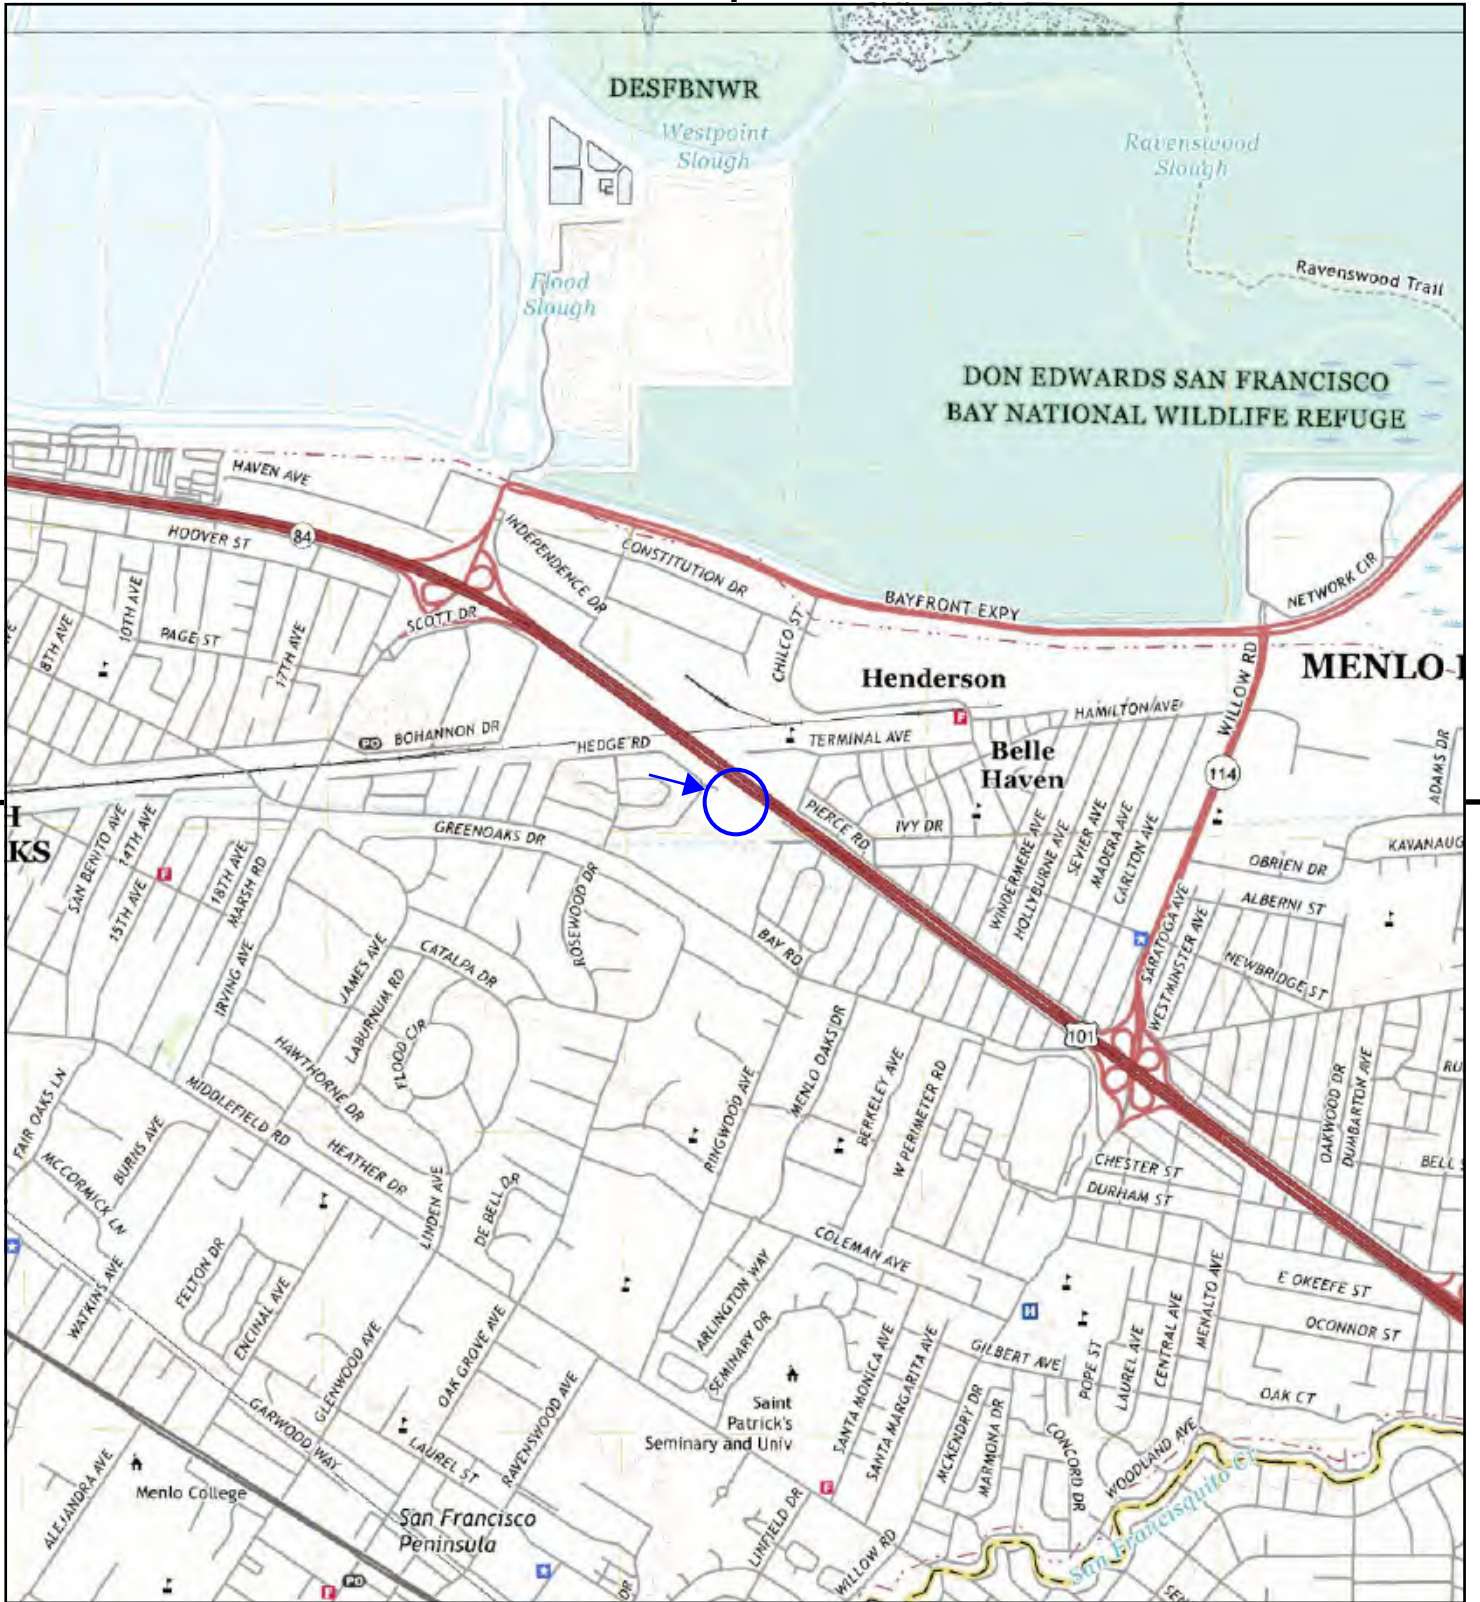 DESFBNWR
Westpoint
Slough
Ravenswood
Slough
Flood
Slough
Ravenswood Trail
DON EDWARDS SAN FRANCISCO
BAY NATIONAL WILDLIFE REFUGE
HAVEN AVE
HOOVER ST
84
INDEPENDENCE DR
CONSTITUTION DR
BAYFRONT EXPY
NETWORK CIR
SCOTT DR
CHILCO ST
8TH AVE
10TH AVE
PAGE ST
17TH AVE
Henderson
WILLOW RD
MENLO
HAMILTON AVE
F
PO
BOHANNON DR
HEDGE RD
TERMINAL AVE
Belle
Haven
114
ADAMS DR
PIERCE RD
IVY DR
KS
GREENOAKS DR
SAN BENITO AVE
14TH AVE
15TH AVE
F
18TH AVE
MARSH RD
WINDERMERE AVE
HOLLYBURNE AVE
SEVIER AVE
MADERA AVE
CARLTON AVE
OBRIEN DR
KAVANAUG
ALBERNI ST
ROSEWOOD DR
BAY RD
SARATOGA AVE
WESTMINSTER AVE
NEWBRIDGE ST
IRVING AVE
JAMES AVE
CATALPA DR
LABURNUM RD
FLOOD CIR
HAWTHORNE DR
101
MENLO OAKS DR
BERKELEY AVE
W PERIMETER RD
RINGWOOD AVE
FAIR OAKS LN
MIDDLEFIELD RD
HEATHER DR
BURNS AVE
MCCORMICK LN
OAKWOOD DR
DUMBARTON AVE
RU
BELL
CHESTER ST
DURHAM ST
LINDEN AVE
DE BELL DR
COLEMAN AVE
WATKINS AVE
FELTON DR
ENCINAL AVE
GLENWOOD AVE
OAK GROVE AVE
ARLINGTON WAY
SEMINARY DR
H
E OKEEFE ST
OCONNOR ST
MENALTO AVE
CENTRAL AVE
LAUREL AVE
POPE ST
GILBERT AVE
OAK CT
SANTA MONICA AVE
SANTA MARGARITA AVE
MCKENDRY DR
MARMONA DR
CONCORD DR
WOODLAND AVE
Saint
Patrick's
Seminary and Univ
GARWOOD WAY
LAUREL ST
RAVENSWOOD AVE
ALEJANDRA AVE
Menlo College
San Francisco
Peninsula
F
LINFIELD DR
WILLOW RD
San Francisquito Cr
F
PO
DR
SEN